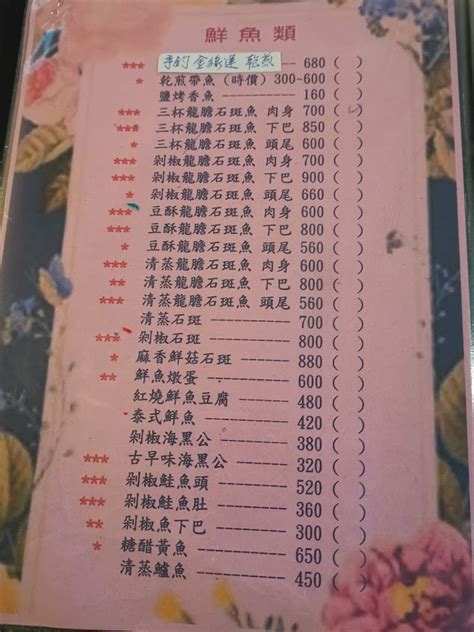 鮮魚類
*** 手釣 金線蓮 乾煎 ------ 680 ( )
* 乾煎帶魚 (時價) 300~600 ( )
鹽烤香魚 ------------ 160 ( )
*** 三杯龍膽石斑魚 肉身 700 ( )
*** 三杯龍膽石斑魚 下巴 850 ( )
* 三杯龍膽石斑魚 頭尾 600 ( )
*** 剁椒龍膽石斑魚 肉身 700 ( )
*** 剁椒龍膽石斑魚 下巴 900 ( )
* 剁椒龍膽石斑魚 頭尾 660 ( )
*** 豆酥龍膽石斑魚 肉身 600 ( )
*** 豆酥龍膽石斑魚 下巴 800 ( )
* 豆酥龍膽石斑魚 頭尾 560 ( )
*** 清蒸龍膽石斑魚 肉身 600 ( )
** 清蒸龍膽石斑魚 下巴 800 ( )
*** 清蒸龍膽石斑魚 頭尾 560 ( )
清蒸石斑 ------------ 700 ( )
*** 剁椒石斑 ------------ 800 ( )
* 麻香鮮菇石斑 -------- 880 ( )
** 鮮魚燉蛋 ------------ 600 ( )
紅燒鮮魚豆腐 -------- 480 ( )
泰式鮮魚 ------------ 420 ( )
剁椒海黑公 ---------- 380 ( )
*** 古早味海黑公 -------- 320 ( )
*** 剁椒鮭魚頭 ---------- 520 ( )
*** 剁椒鮭魚肚 ---------- 360 ( )
** 剁椒魚下巴 ---------- 300 ( )
* 糖醋黃魚 ------------ 650 ( )
清蒸鱸魚 ------------ 450 ( )